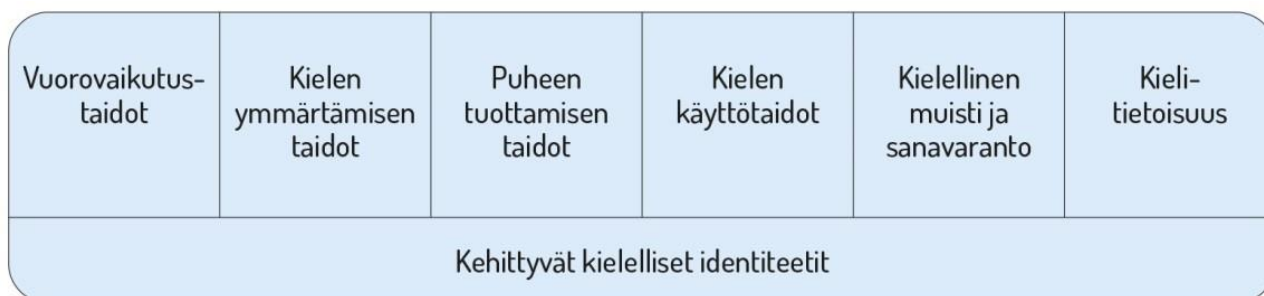 Vuorovaikutus-
taidot
Kielen
ymmärtämisen
taidot
Puheen
tuottamisen
taidot
Kielen
käyttötaidot
Kielellinen
muisti ja
sanavaranto
Kieli-
tietoisuus
Kehittyvät kielelliset identiteetit